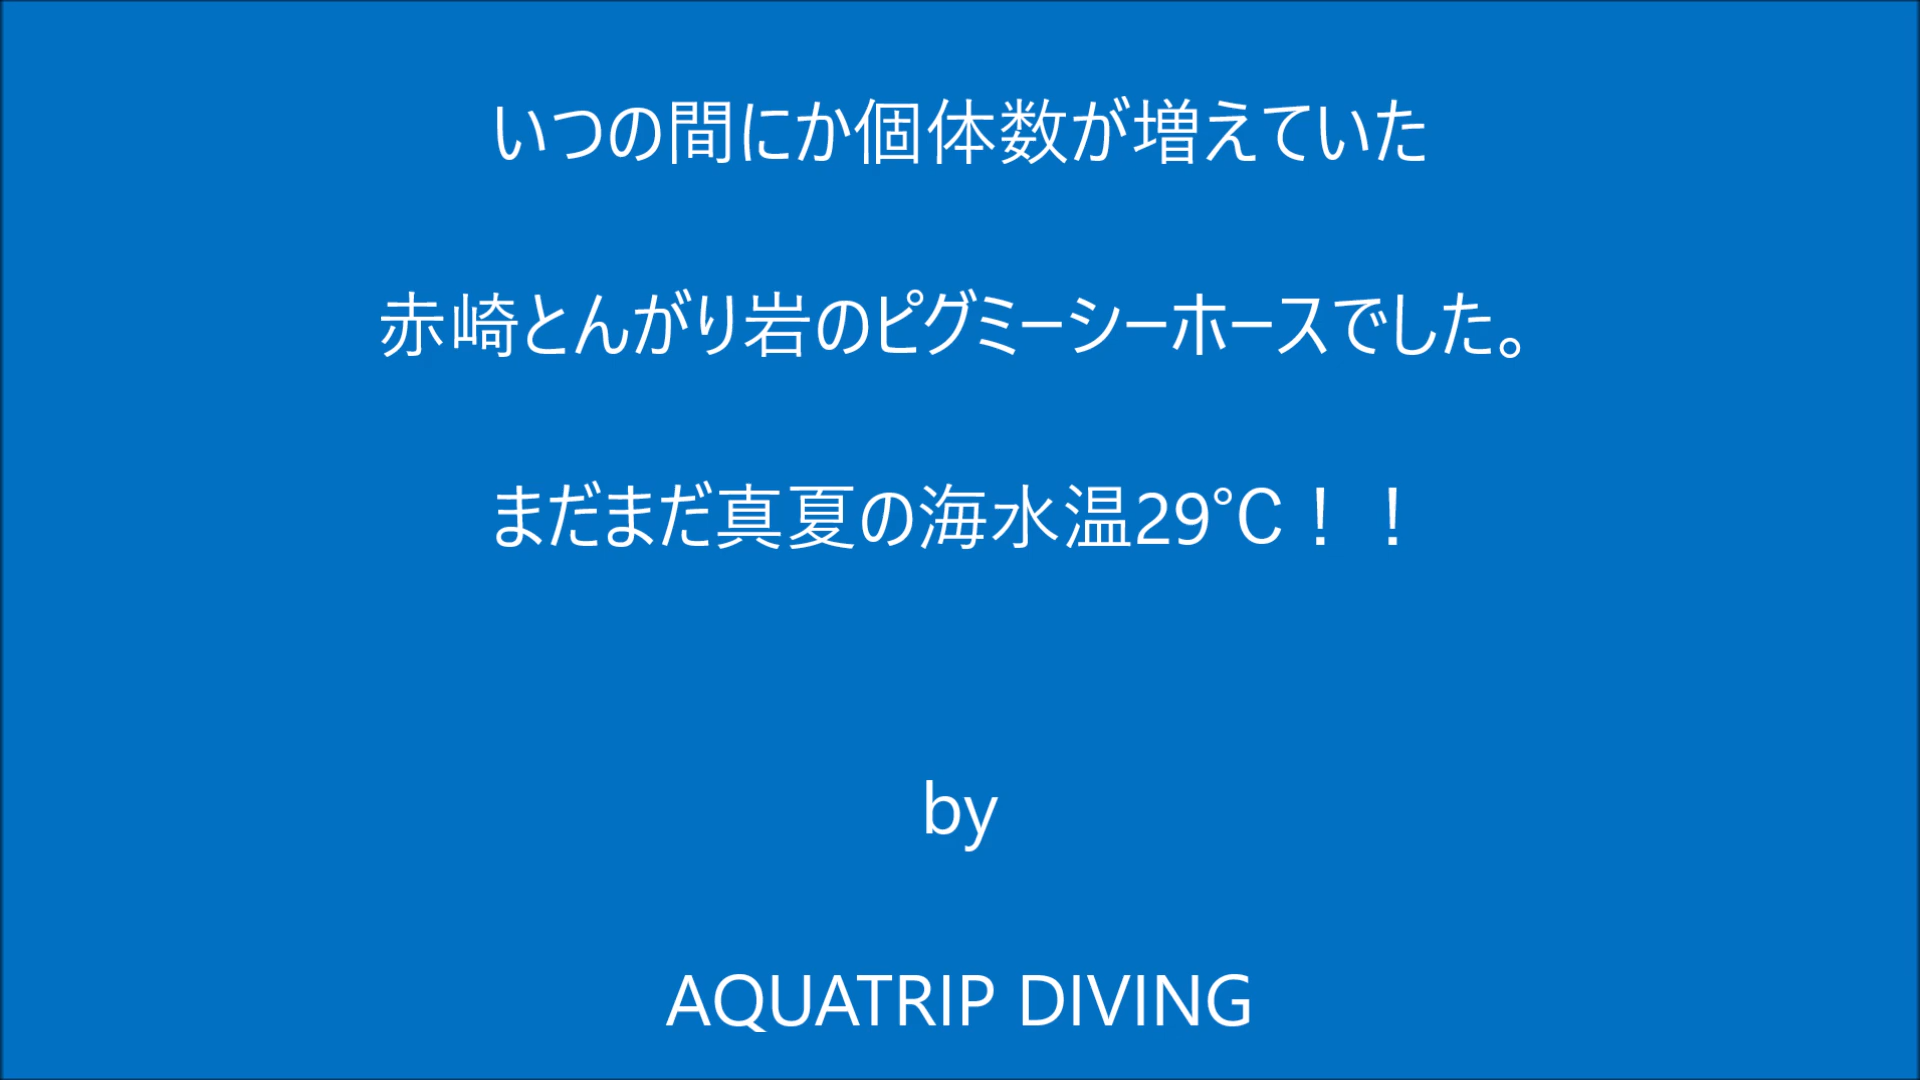 いつの間にか個体数が増えていた
赤崎とんがり岩のピグミーシーホースでした。
まだまだ真夏の海水温29℃！！
by
AQUATRIP DIVING